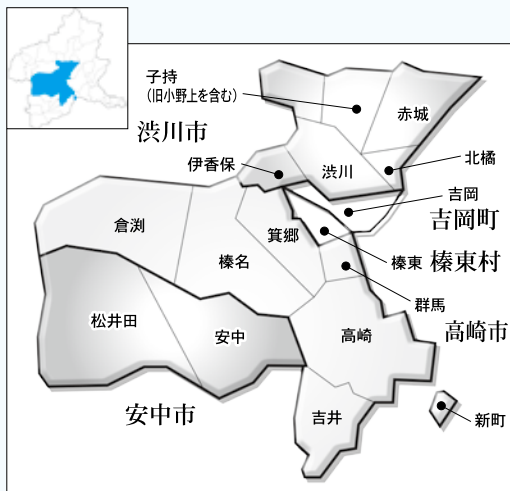 子持
(旧小野上を含む)
赤城
渋川市
伊香保
渋川
北橘
吉岡
吉岡町
倉渕
榛名
箕郷
榛東
榛東村
群馬
松井田
安中
高崎
高崎市
安中市
吉井
新町